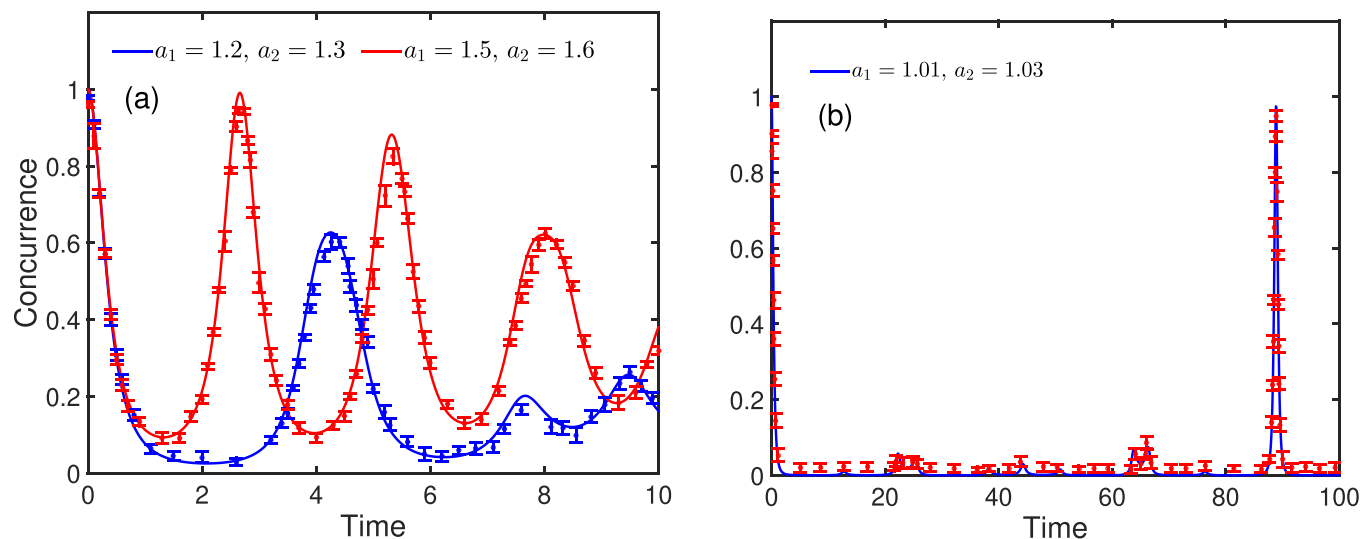 a₁ = 1.2, a₂ = 1.3 a₁ = 1.5, a₂ = 1.6
(a)
1
0.8
0.6
0.4
0.2
0
Concurrence
0 2 4 6 8 10
Time
a₁ = 1.01, a₂ = 1.03
(b)
1
0.8
0.6
0.4
0.2
0
0 20 40 60 80 100
Time